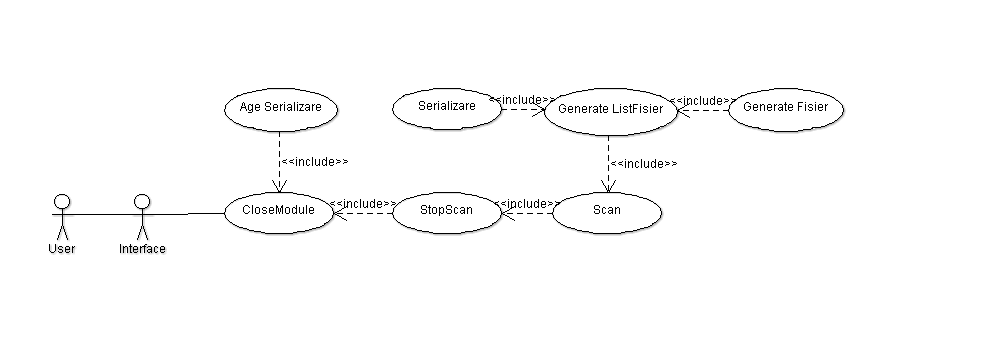 Age Serializare
Serializare
<<include>>
Generate ListFisier
<<include>>
Generate Fisier
<<include>>
<<include>>
CloseModule
<<include>>
StopScan
<<include>>
Scan
User
Interface